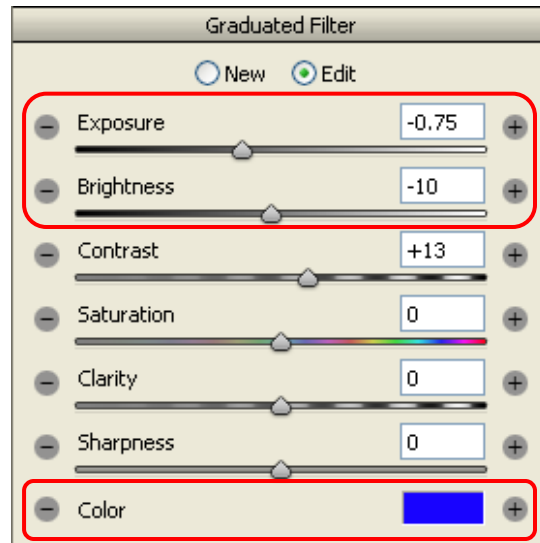 Graduated Filter
New Edit
Exposure -0.75
Brightness -10
Contrast +13
Saturation 0
Clarity 0
Sharpness 0
Color